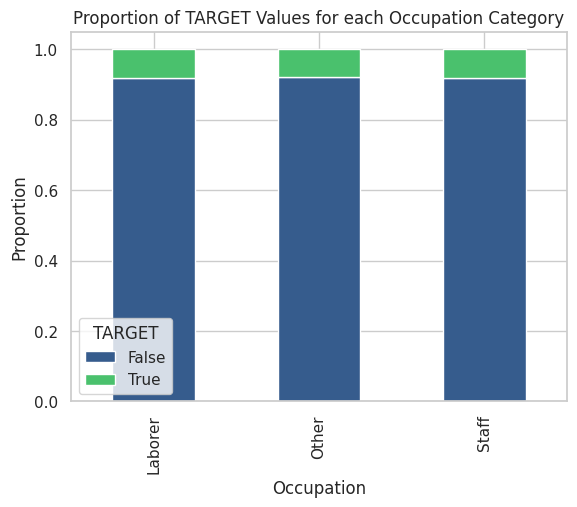 Proportion of TARGET Values for each Occupation Category
1.0
0.8
0.6
0.4
0.2
0.0
Proportion
TARGET
False
True
Laborer
Other
Staff
Occupation